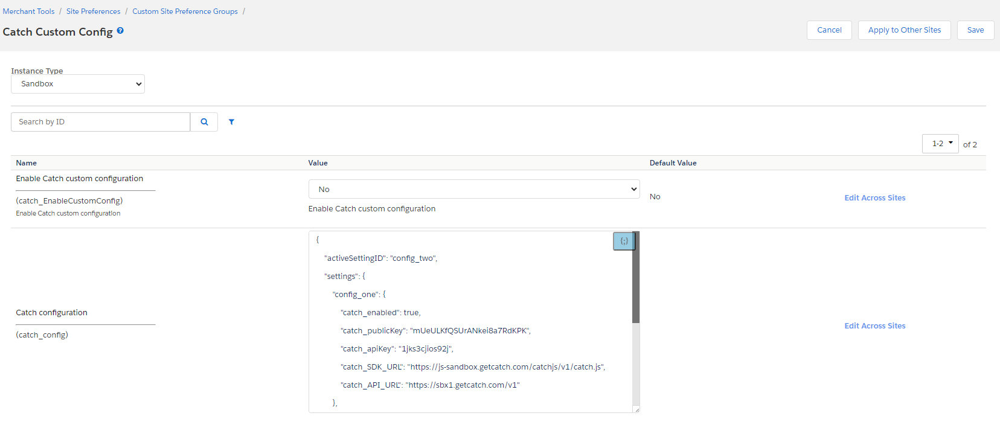 Merchant Tools / Site Preferences / Custom Site Preference Groups /
Catch Custom Config ?
Cancel
Apply to Other Sites
Save
Instance Type
Sandbox
Search by ID
1-2 of 2
Name Value Default Value
Enable Catch custom configuration
(catch_EnableCustomConfig)
Enable Catch custom configuration
No
Enable Catch custom configuration
No
Edit Across Sites
Catch configuration
(catch_config)
{
"activeSettingID": "config_two",
"settings": {
"config_one": {
"catch_enabled": true,
"catch_publicKey": "mUeULKfQSUrANkei8a7RdKPK",
"catch_apiKey": "1jks3cjios92j",
"catch_SDK_URL": "https://js-sandbox.getcatch.com/catchjs/v1/catch.js",
"catch_API_URL": "https://sbx1.getcatch.com/v1"
},
{;}
Edit Across Sites